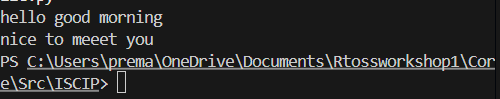 hello good morning
nice to meeet you
PS C:\Users\prema\OneDrive\Documents\Rtossworkshop1\Cor
e\Src\ISCIP>